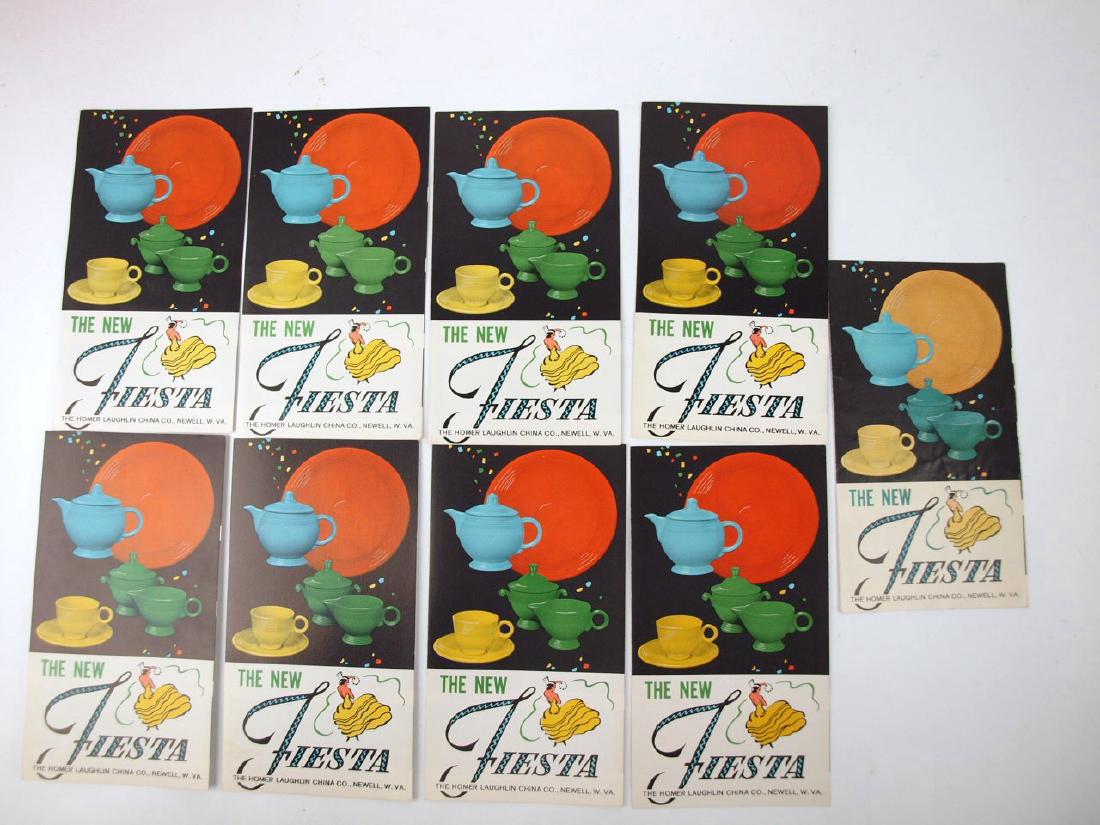 THE NEW
FIESTA
THE HOMER LAUGHLIN CHINA CO., NEWELL, W. VA.
THE NEW
FIESTA
THE HOMER LAUGHLIN CHINA CO., NEWELL, W. VA.
THE NEW
FIESTA
THE HOMER LAUGHLIN CHINA CO., NEWELL, W. VA.
THE NEW
FIESTA
THE HOMER LAUGHLIN CHINA CO., NEWELL, W. VA.
THE NEW
FIESTA
THE HOMER LAUGHLIN CHINA CO., NEWELL, W. VA.
THE NEW
FIESTA
THE HOMER LAUGHLIN CHINA CO., NEWELL, W. VA.
THE NEW
FIESTA
THE HOMER LAUGHLIN CHINA CO., NEWELL, W. VA.
THE NEW
FIESTA
THE HOMER LAUGHLIN CHINA CO., NEWELL, W. VA.
THE NEW
FIESTA
THE HOMER LAUGHLIN CHINA CO., NEWELL, W. VA.